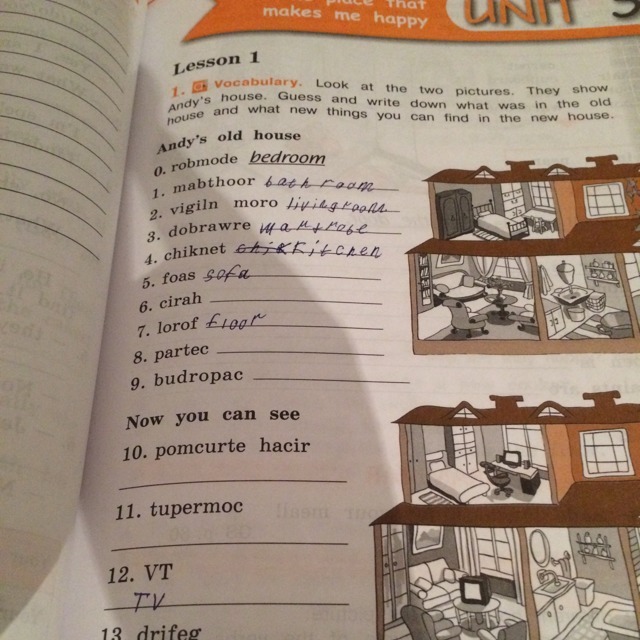 place that
makes me happy
UNIT 5
Lesson 1
1. Vocabulary. Look at the two pictures. They show
Andy's house. Guess and write down what was in the old
house and what new things you can find in the new house.
Andy's old house
0. robmode bedroom
1. mabthoor bathroom
2. vigiln moro livingroom
3. dobrawre wardrobe
4. chiknet chik kitchen
5. foas sofa
6. cirah
7. lorof floor
8. partec
9. budropac
Now you can see
10. pomcurte hacir
11. tupermoc
12. VT
TV
13. drifeg